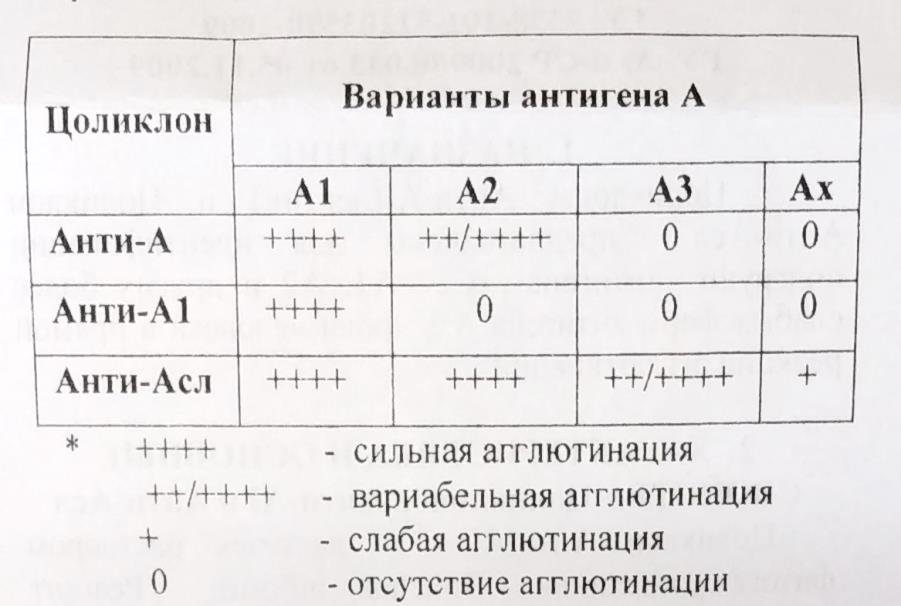 Цоликлон Варианты антигена А
А1 А2 А3 Ах
Анти-А ++++ ++/++++ 0 0
Анти-А1 ++++ 0 0 0
Анти-Асл ++++ ++++ ++/++++ +
* ++++ - сильная агглютинация
++/++++ - вариабельная агглютинация
+ - слабая агглютинация
0 - отсутствие агглютинации